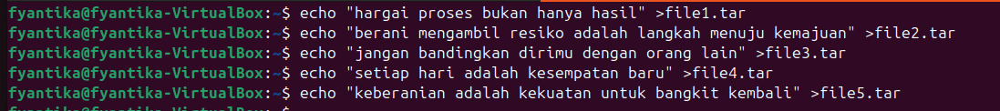 fyantika@fyantika-VirtualBox:~$ echo "hargai proses bukan hanya hasil" >file1.tar
fyantika@fyantika-VirtualBox:~$ echo "berani mengambil resiko adalah langkah menuju kemajuan" >file2.tar
fyantika@fyantika-VirtualBox:~$ echo "jangan bandingkan dirimu dengan orang lain" >file3.tar
fyantika@fyantika-VirtualBox:~$ echo "setiap hari adalah kesempatan baru" >file4.tar
fyantika@fyantika-VirtualBox:~$ echo "keberanian adalah kekuatan untuk bangkit kembali" >file5.tar